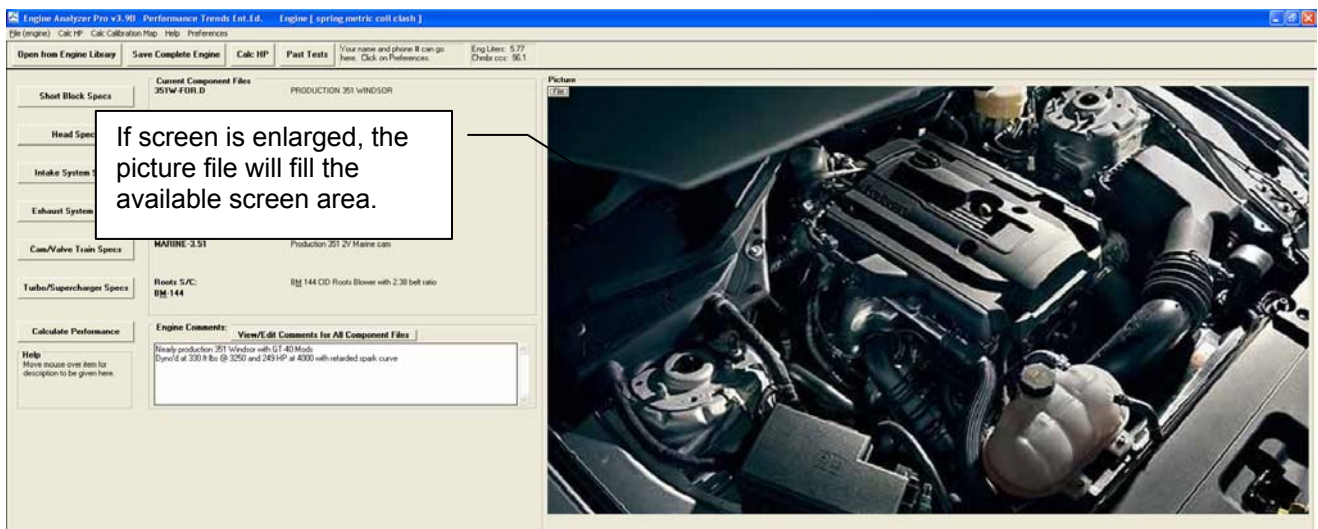 Engine Analyzer Pro v3.9B Performance Trends Ent.Ed. Engine [ spring metric coil clash ]
File (engine) Calc HP Calc Calibration Map Help Preferences
Open from Engine Library Save Complete Engine Calc HP Past Tests
Your name and phone # can go
here. Click on Preferences.
Eng Liters: 5.77
Chmbr ccs: 96.1
Short Block Specs
Head Spec
Intake System S
Exhaust System
Cam/Valve Train Specs
Turbo/Supercharger Specs
Calculate Performance
Help
Move mouse over item for
description to be given here.
Current Component Files
351W-FOR.D PRODUCTION 351 WINDSOR
If screen is enlarged, the
picture file will fill the
available screen area.
MARINE-3.51 Production 351 2V Marine cam
Roots S/C: BM 144 CID Roots Blower with 2.38 belt ratio
BM-144
Engine Comments: View/Edit Comments for All Component Files
Nearly production 351 Windsor with GT-40 Mods
Dyno'd at 330 ft lbs @ 3250 and 249 HP at 4000 with retarded spark curve
Picture
File